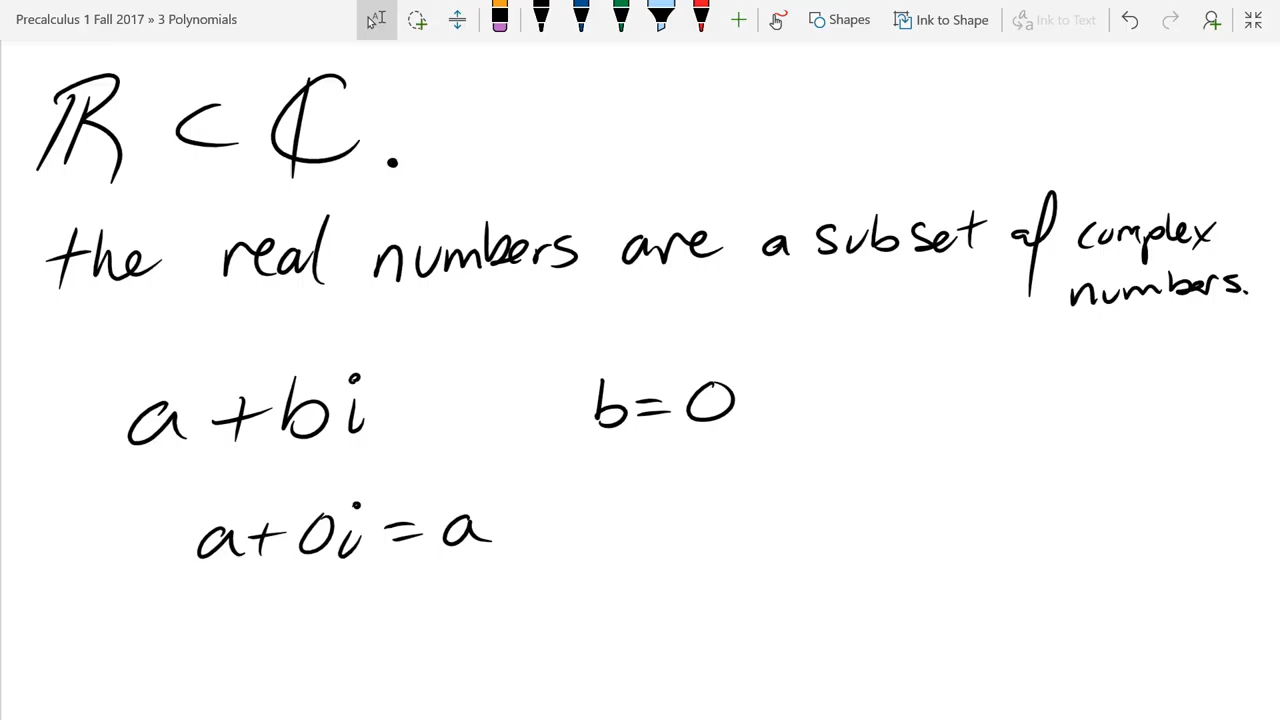 Precalculus 1 Fall 2017 » 3 Polynomials
Shapes
Ink to Shape
Ink to Text
ℝ ⊂ ℂ.
the real numbers are a subset of complex
numbers.
a+bi b=0
a+0i=a